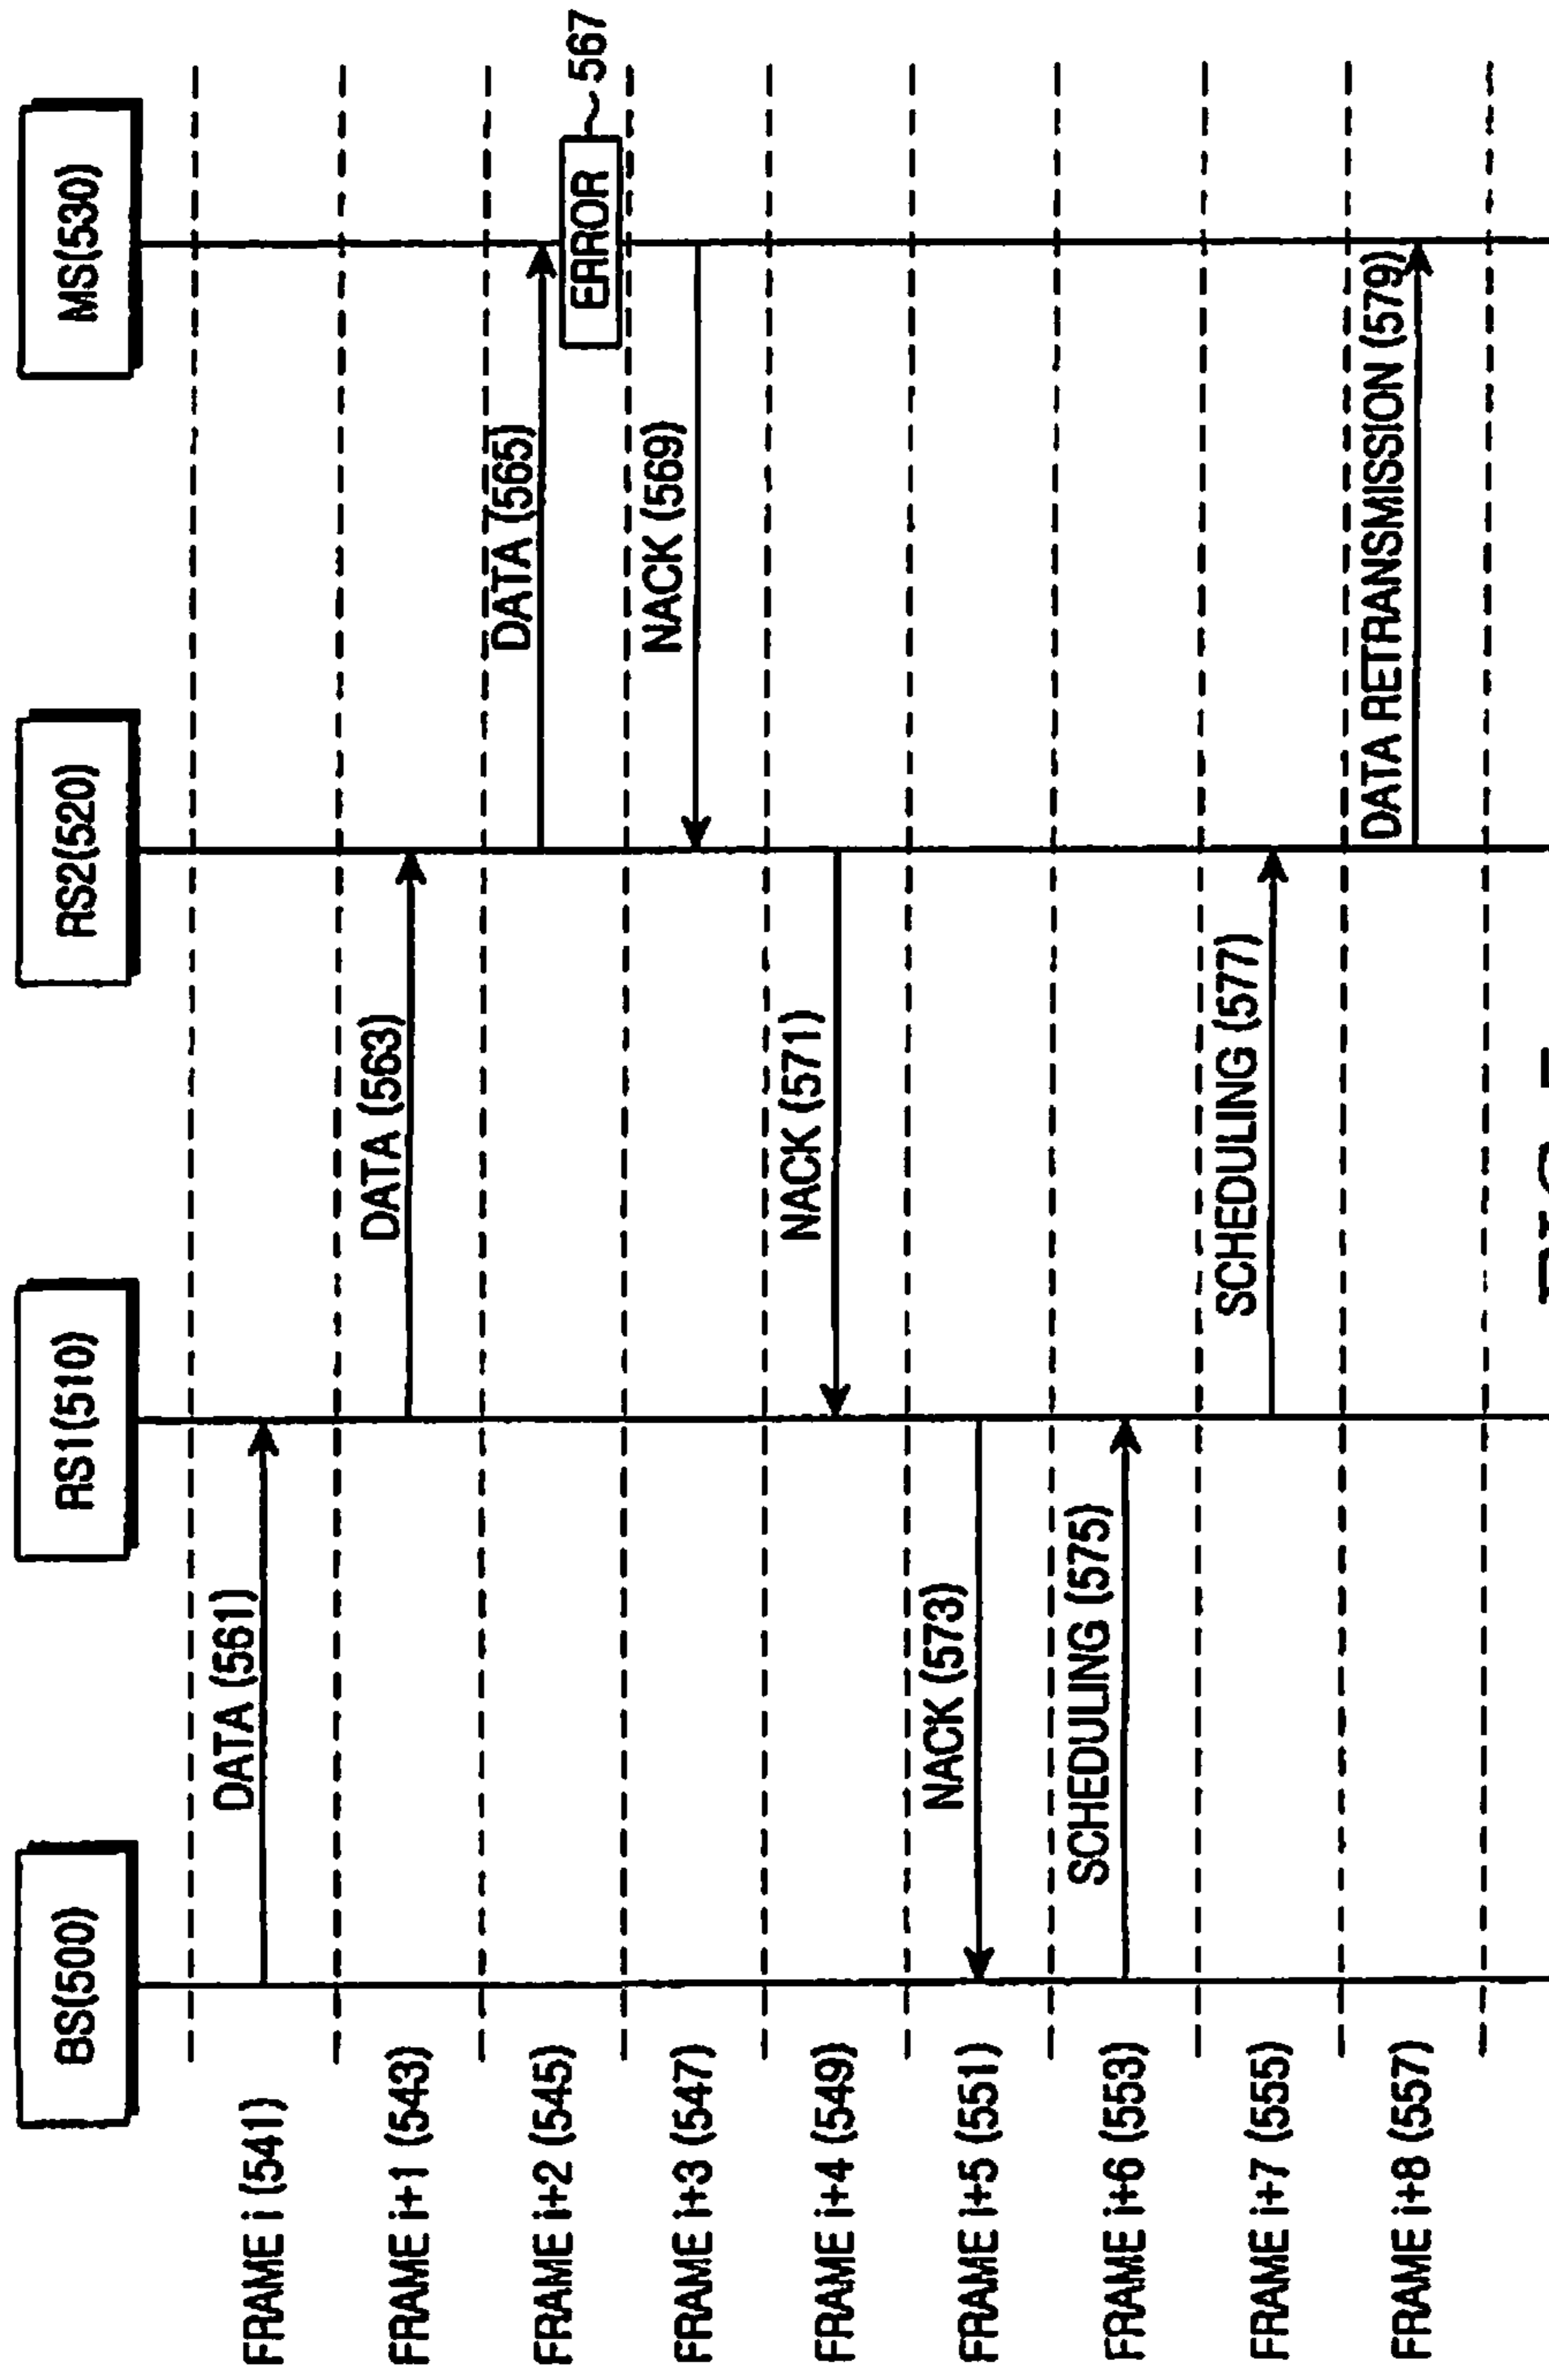 BS(500)
RS1(510)
RS2(520)
MS(530)
FRAME i (541)
DATA (561)
FRAME i+1 (543)
DATA (563)
FRAME i+2 (545)
DATA (565)
ERROR
567
FRAME i+3 (547)
NACK (569)
FRAME i+4 (549)
NACK (571)
FRAME i+5 (551)
NACK (573)
FRAME i+6 (553)
SCHEDULING (575)
FRAME i+7 (555)
SCHEDULING (577)
FRAME i+8 (557)
DATA RETRANSMISSION (579)